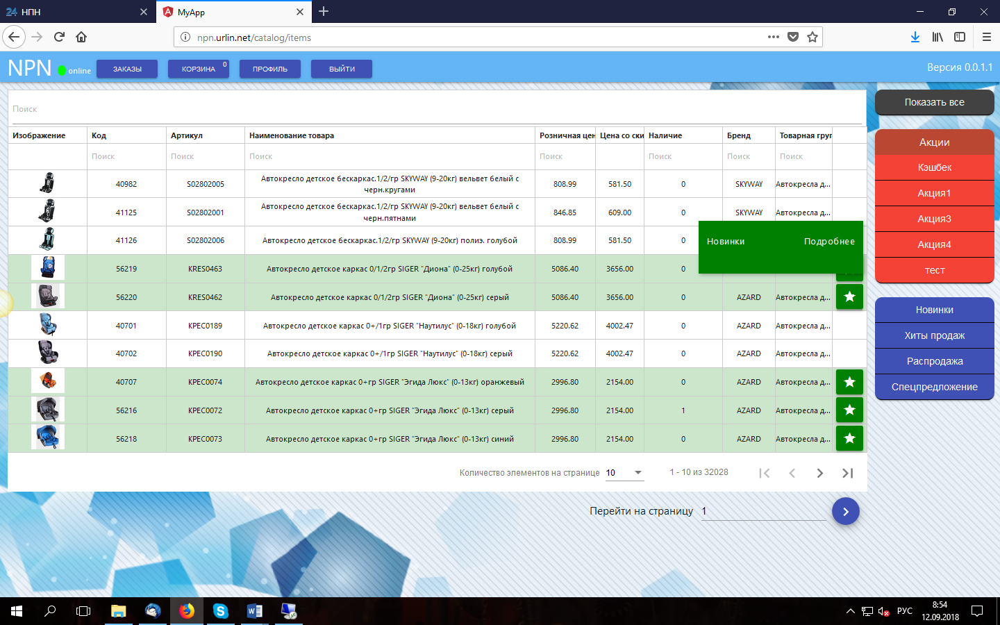 24 НПН
MyApp
npn.urlin.net/catalog/items
NPN online ЗАКАЗЫ КОРЗИНА 0 ПРОФИЛЬ ВЫЙТИ Версия 0.0.1.1
Поиск
Изображение Код Артикул Наименование товара Розничная цен Цена со ски Наличие Бренд Товарная груп
Поиск Поиск Поиск Поиск Поиск Поиск Поиск
40982 S02802005 Автокресло детское бескаркас.1/2/гр SKYWAY (9-20кг) вельвет белый с
черн.кругами 808.99 581.50 0 SKYWAY Автокресла д...
41125 S02802001 Автокресло детское бескаркас.1/2/гр SKYWAY (9-20кг) вельвет белый с
черн.пятнами 846.85 609.00 0 SKYWAY Автокресла д...
41126 S02802006 Автокресло детское бескаркас.1/2/гр SKYWAY (9-20кг) полиэ. голубой 808.99 581.50 0
Новинки Подробнее
56219 KRES0463 Автокресло детское каркас 0/1/2гр SIGER "Диона" (0-25кг) голубой 5086.40 3656.00 0
56220 KRES0462 Автокресло детское каркас 0/1/2гр SIGER "Диона" (0-25кг) серый 5086.40 3656.00 0 AZARD Автокресла д...
40701 КРЕС0189 Автокресло детское каркас 0+/1гр SIGER "Наутилус" (0-18кг) голубой 5220.62 4002.47 0 AZARD Автокресла д...
40702 КРЕС0190 Автокресло детское каркас 0+/1гр SIGER "Наутилус" (0-18кг) серый 5220.62 4002.47 0 AZARD Автокресла д...
40707 КРЕС0074 Автокресло детское каркас 0+гр SIGER "Эгида Люкс" (0-13кг) оранжевый 2996.80 2154.00 0 AZARD Автокресла д...
56216 КРЕС0072 Автокресло детское каркас 0+гр SIGER "Эгида Люкс" (0-13кг) серый 2996.80 2154.00 1 AZARD Автокресла д...
56218 КРЕС0073 Автокресло детское каркас 0+гр SIGER "Эгида Люкс" (0-13кг) синий 2996.80 2154.00 0 AZARD Автокресла д...
Количество элементов на странице 10 1 - 10 из 32028
Перейти на страницу 1
Показать все
Акции
Кэшбек
Акция1
Акция3
Акция4
тест
Новинки
Хиты продаж
Распродажа
Спецпредложение
РУС
8:54
12.09.2018